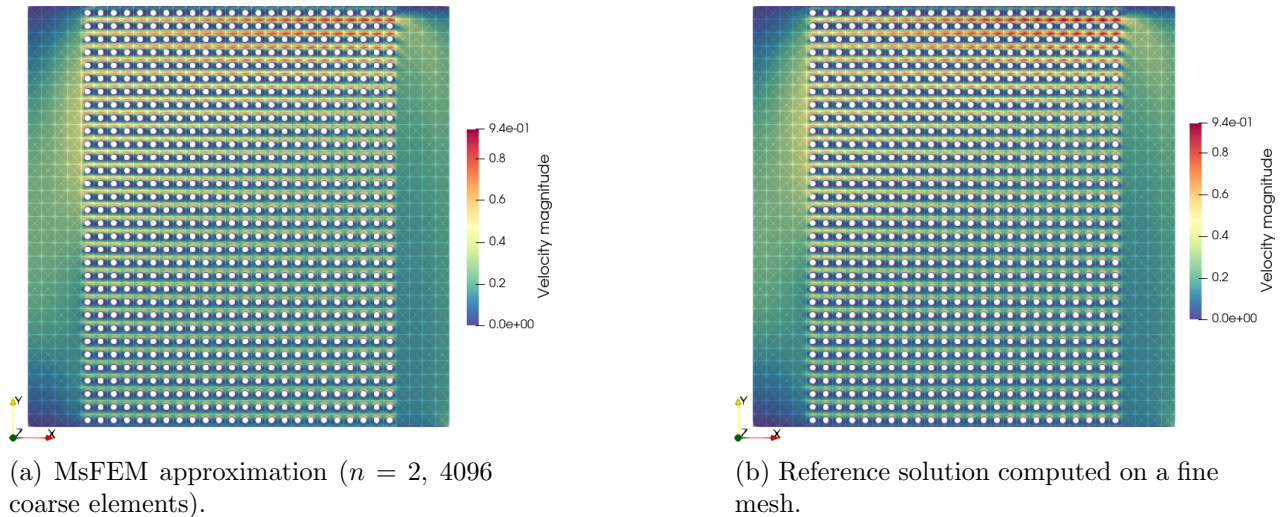 9.4e-01
0.8
0.6
0.4
0.2
0.0e+00
Velocity magnitude
Y
Z
X
9.4e-01
0.8
0.6
0.4
0.2
0.0e+00
Velocity magnitude
Y
Z
X
(a) MsFEM approximation (n = 2, 4096
coarse elements).
(b) Reference solution computed on a fine
mesh.